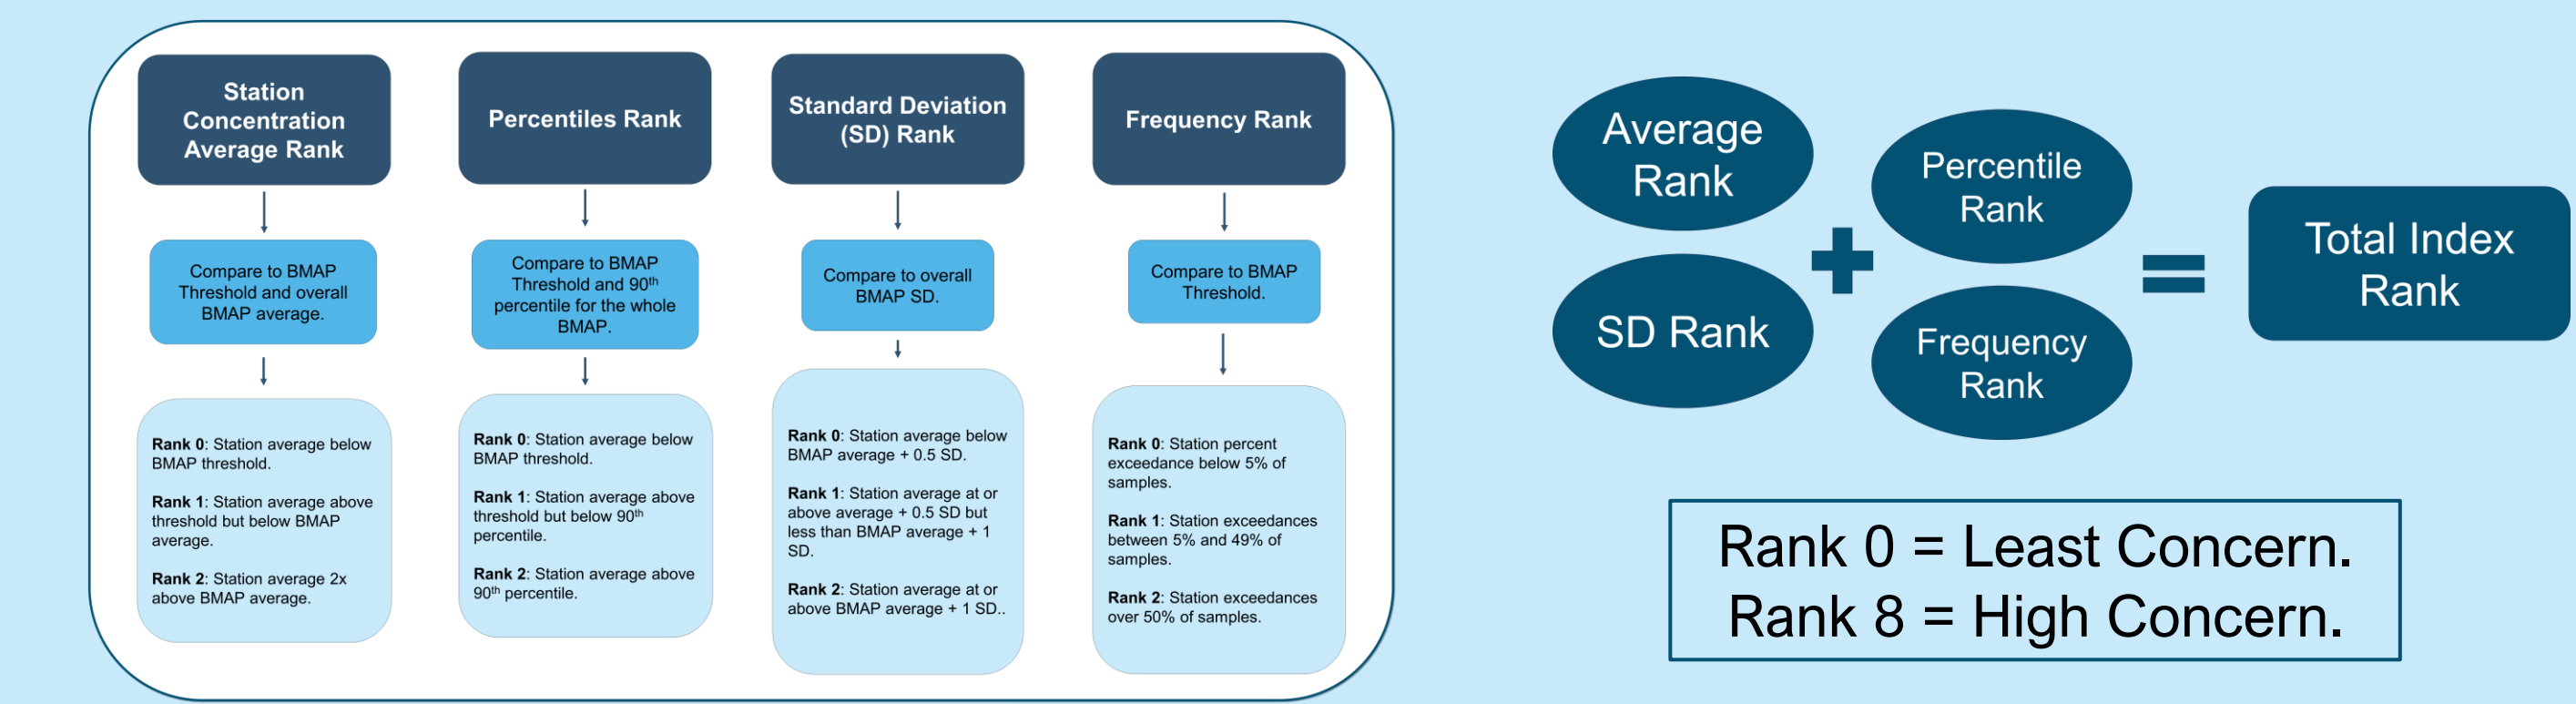 Station
Concentration
Average Rank
Compare to BMAP
Threshold and overall
BMAP average.
Rank 0: Station average below
BMAP threshold.
Rank 1: Station average above
threshold but below BMAP
average.
Rank 2: Station average 2x
above BMAP average.
Percentiles Rank
Compare to BMAP
Threshold and 90th
percentile for the whole
BMAP.
Rank 0: Station average below
BMAP threshold.
Rank 1: Station average above
threshold but below 90th
percentile.
Rank 2: Station average above
90th percentile.
Standard Deviation
(SD) Rank
Compare to overall
BMAP SD.
Rank 0: Station average below
BMAP average + 0.5 SD.
Rank 1: Station average at or
above average + 0.5 SD but
less than BMAP average + 1
SD.
Rank 2: Station average at or
above BMAP average + 1 SD..
Frequency Rank
Compare to BMAP
Threshold.
Rank 0: Station percent
exceedance below 5% of
samples.
Rank 1: Station exceedances
between 5% and 49% of
samples.
Rank 2: Station exceedances
over 50% of samples.
Average
Rank
SD Rank
+
Percentile
Rank
Frequency
Rank
=
Total Index
Rank
Rank 0 = Least Concern.
Rank 8 = High Concern.